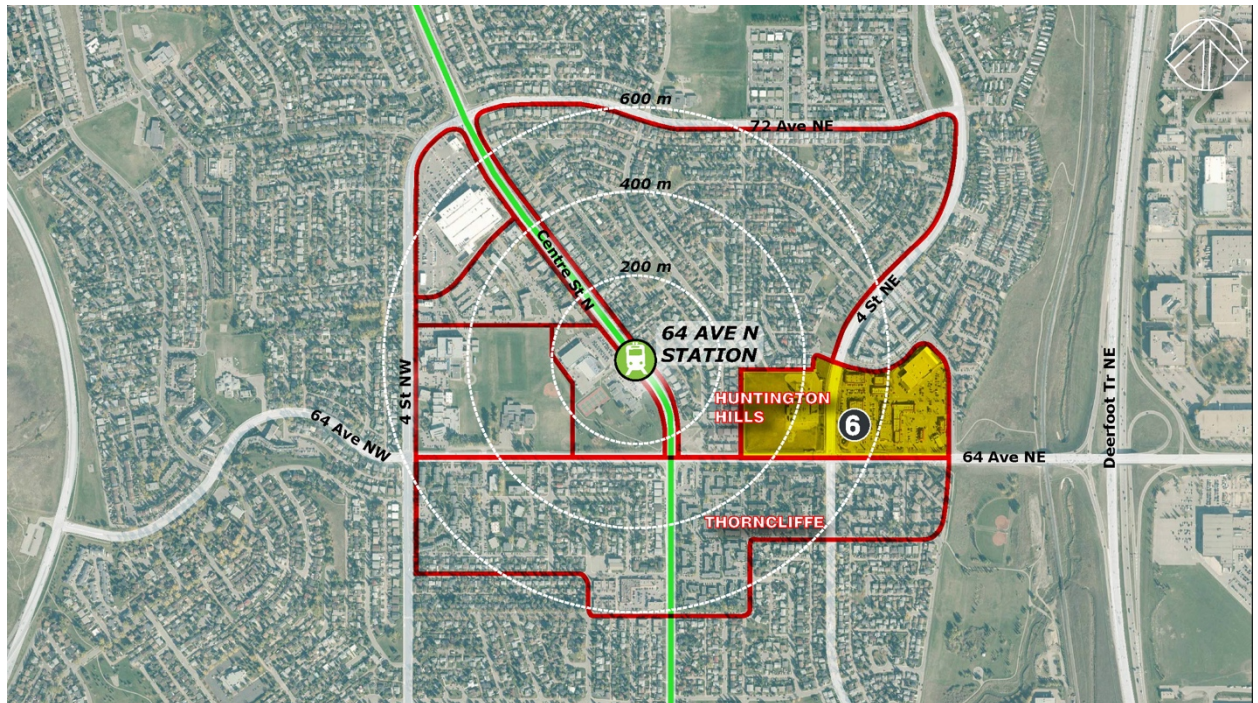 600 m
72 Ave NE
400 m
Centre St N
200 m
64 AVE N
STATION
4 St NE
4 St NW
HUNTINGTON
HILLS
6
64 Ave NW
64 Ave NE
Deerfoot Tr NE
THORNCLIFFE